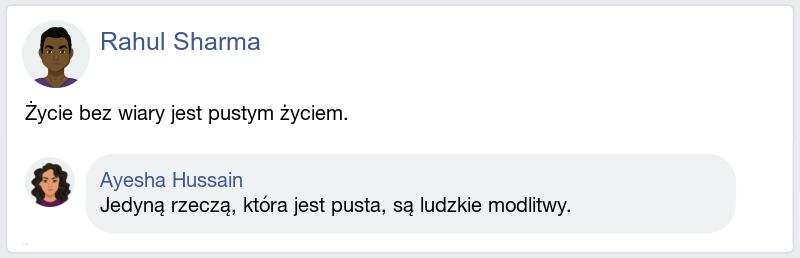 Rahul Sharma
Życie bez wiary jest pustym życiem.
Ayesha Hussain
Jedyną rzeczą, która jest pusta, są ludzkie modlitwy.